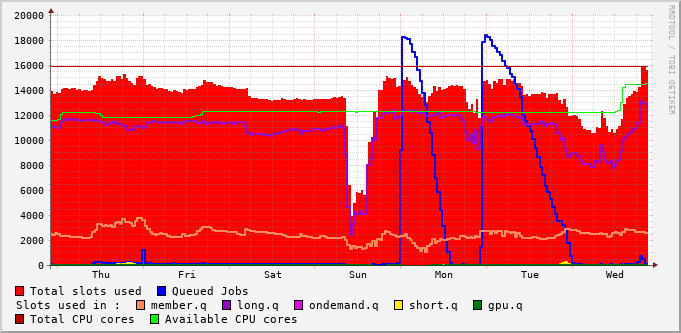 RRDTOOL / TOBI OETIKER
20000
18000
16000
14000
12000
10000
8000
6000
4000
2000
0
Thu Fri Sat Sun Mon Tue Wed
Total slots used Queued Jobs
Slots used in : member.q long.q ondemand.q short.q gpu.q
Total CPU cores Available CPU cores